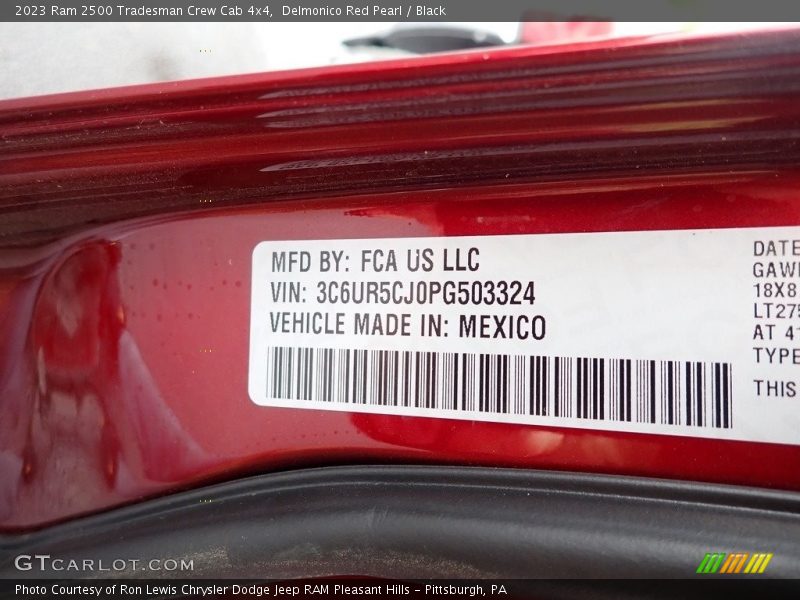 2023 Ram 2500 Tradesman Crew Cab 4x4, Delmonico Red Pearl / Black
MFD BY: FCA US LLC
VIN: 3C6UR5CJ0PG503324
VEHICLE MADE IN: MEXICO
DATE
GAWR
18X8
LT275
AT 41
TYPE
THIS
GTCARLOT.COM
Photo Courtesy of Ron Lewis Chrysler Dodge Jeep RAM Pleasant Hills - Pittsburgh, PA